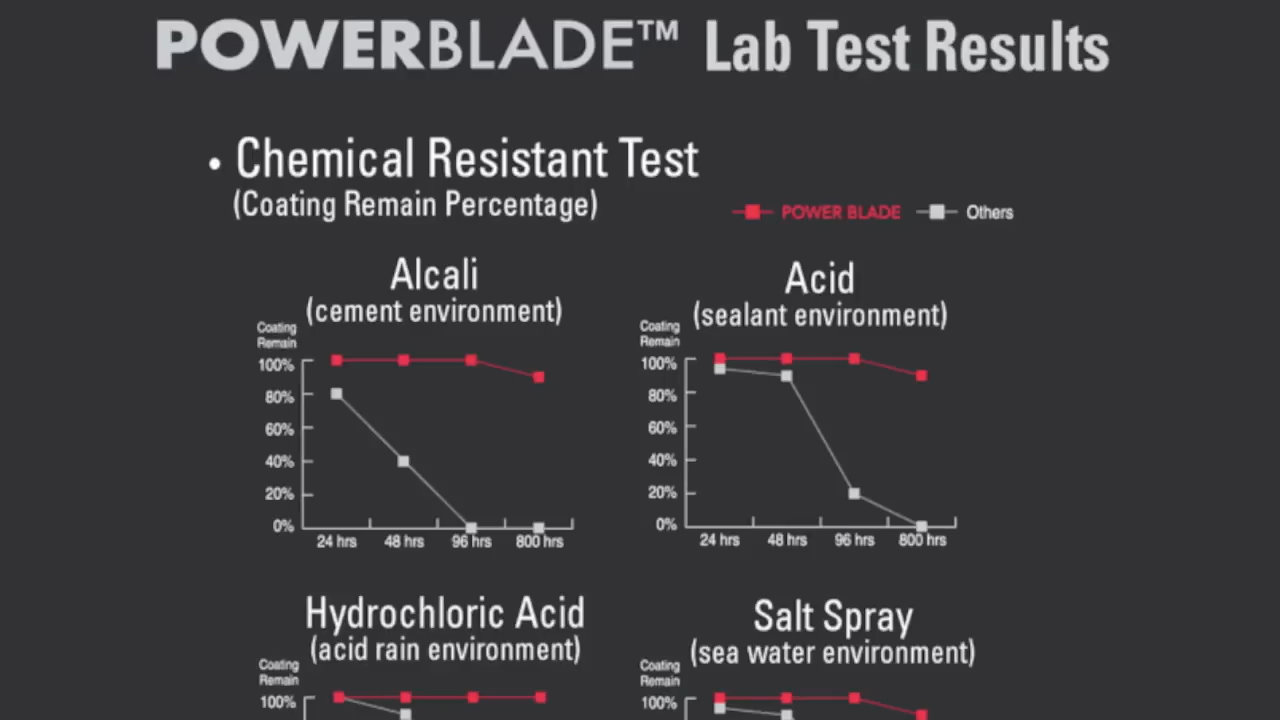 POWERBLADE™ Lab Test Results
• Chemical Resistant Test
(Coating Remain Percentage)
POWER BLADE
Others
Alcali
(cement environment)
Coating
Remain
100%
80%
60%
40%
20%
0%
24 hrs 48 hrs 96 hrs 800 hrs
Acid
(sealant environment)
Coating
Remain
100%
80%
60%
40%
20%
0%
24 hrs 48 hrs 96 hrs 800 hrs
Hydrochloric Acid
(acid rain environment)
Coating
Remain
100%
Salt Spray
(sea water environment)
Coating
Remain
100%